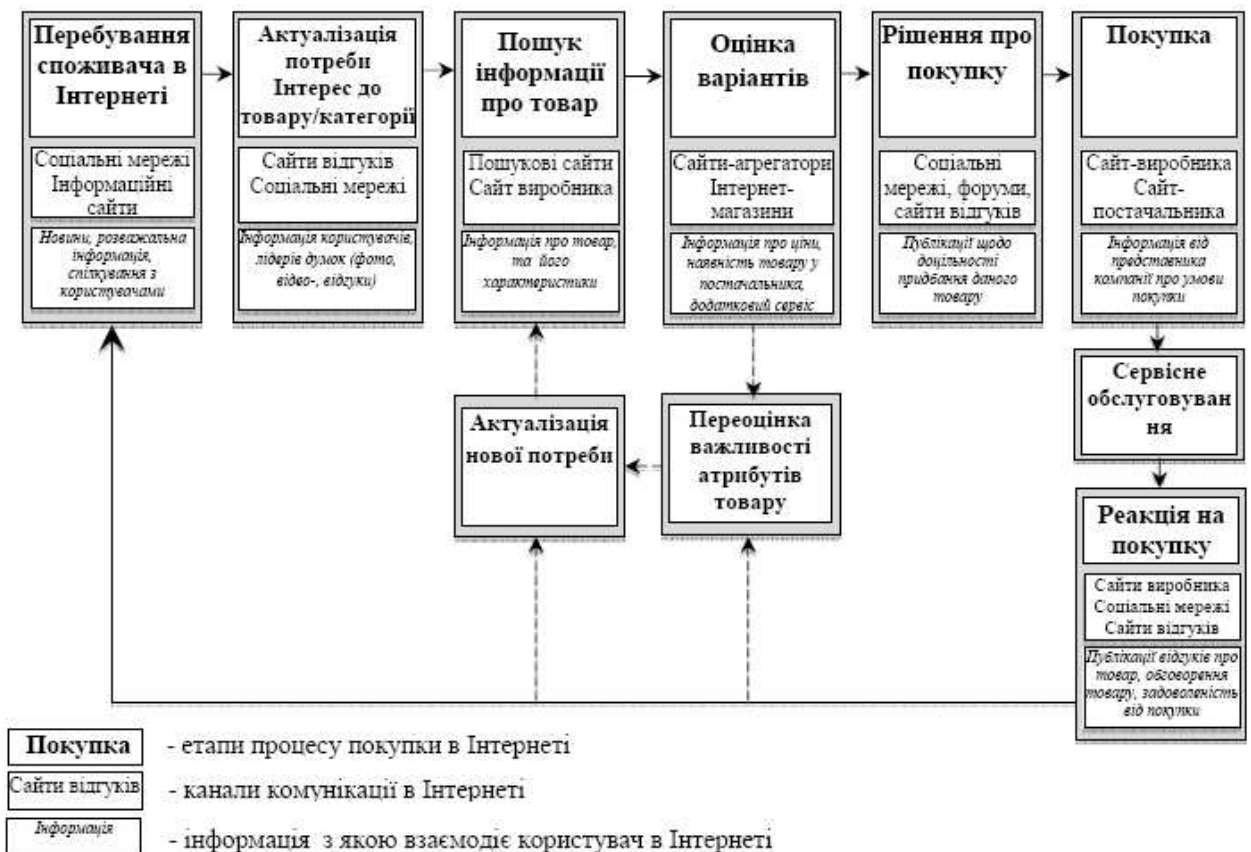 Перебування
споживача в
Інтернеті
Соціальні мережі
Інформаційні
сайти
Новини, розважальна
інформація,
спілкування з
користувачами
Актуалізація
потреби
Інтерес до
товару/категорії
Сайти відгуків
Соціальні мережі
Інформація користувачів,
лідерів думок (фото,
відео-, відгуки)
Пошук
інформації
про товар
Пошукові сайти
Сайт виробника
Інформація про товар,
та його
характеристики
Оцінка
варіантів
Сайти-агрегатори
Інтернет-
магазини
Інформація про ціни,
наявність товару у
постачальника,
додатковий сервіс
Рішення про
покупку
Соціальні
мережі, форуми,
сайти відгуків
Публікації щодо
доцільності
придбання даного
товару
Покупка
Сайт-виробника
Сайт-
постачальника
Інформація від
представника
компанії про умови
покупки
Актуалізація
нової потреби
Переоцінка
важливості
атрибутів
товару
Сервісне
обслуговуван
ня
Реакція на
покупку
Сайти виробника
Соціальні мережі
Сайти відгуків
Публікації відгуків про
товар, обговорення
товару, задоволеність
від покупки
Покупка - етапи процесу покупки в Інтернеті
Сайти відгуків - канали комунікації в Інтернеті
Інформація - інформація з якою взаємодіє користувач в Інтернеті